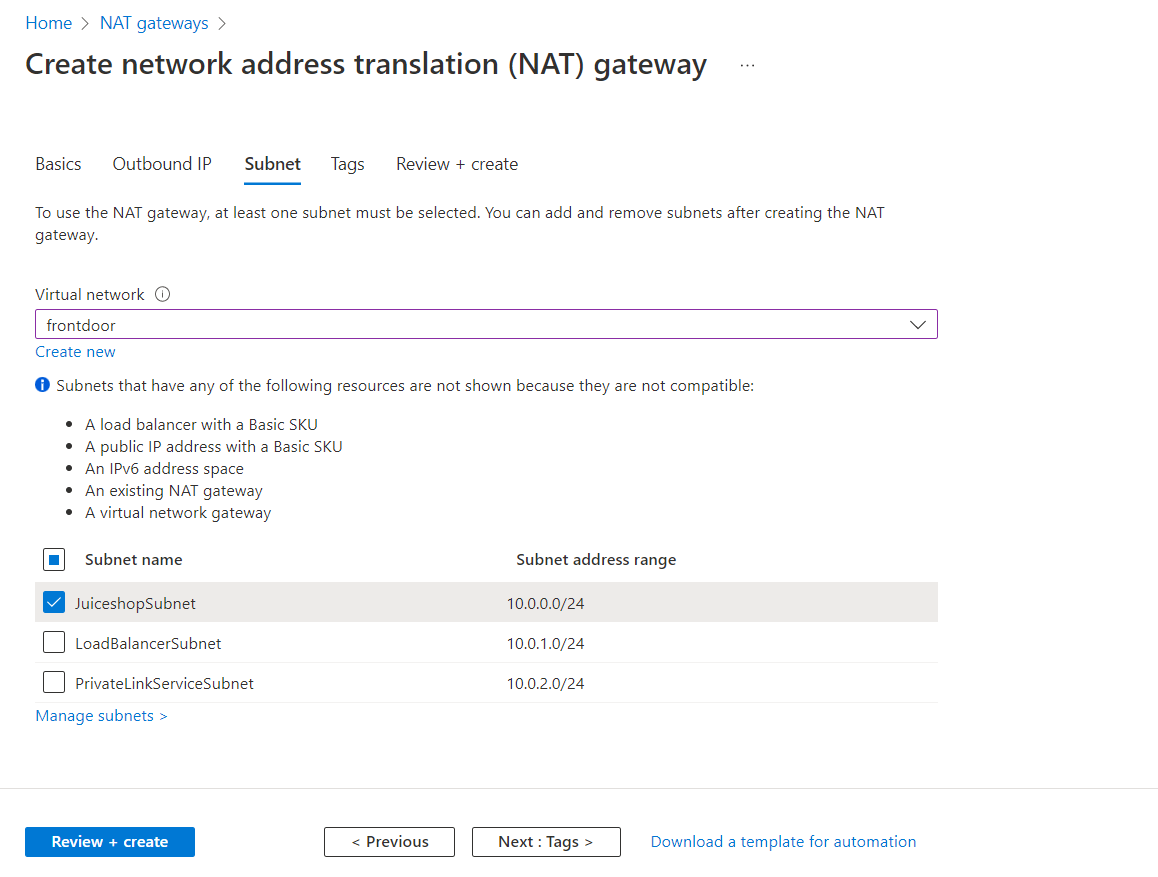 Home > NAT gateways >
Create network address translation (NAT) gateway ...
Basics Outbound IP Subnet Tags Review + create
To use the NAT gateway, at least one subnet must be selected. You can add and remove subnets after creating the NAT
gateway.
Virtual network
frontdoor
Create new
Subnets that have any of the following resources are not shown because they are not compatible:
• A load balancer with a Basic SKU
• A public IP address with a Basic SKU
• An IPv6 address space
• An existing NAT gateway
• A virtual network gateway
Subnet name Subnet address range
JuiceshopSubnet 10.0.0.0/24
LoadBalancerSubnet 10.0.1.0/24
PrivateLinkServiceSubnet 10.0.2.0/24
Manage subnets >
Review + create < Previous Next : Tags > Download a template for automation